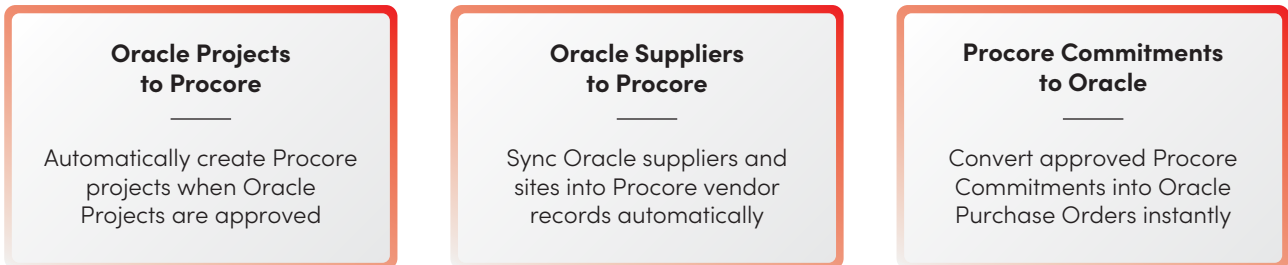 Oracle Projects
to Procore
Automatically create Procore
projects when Oracle
Projects are approved
Oracle Suppliers
to Procore
Sync Oracle suppliers and
sites into Procore vendor
records automatically
Procore Commitments
to Oracle
Convert approved Procore
Commitments into Oracle
Purchase Orders instantly